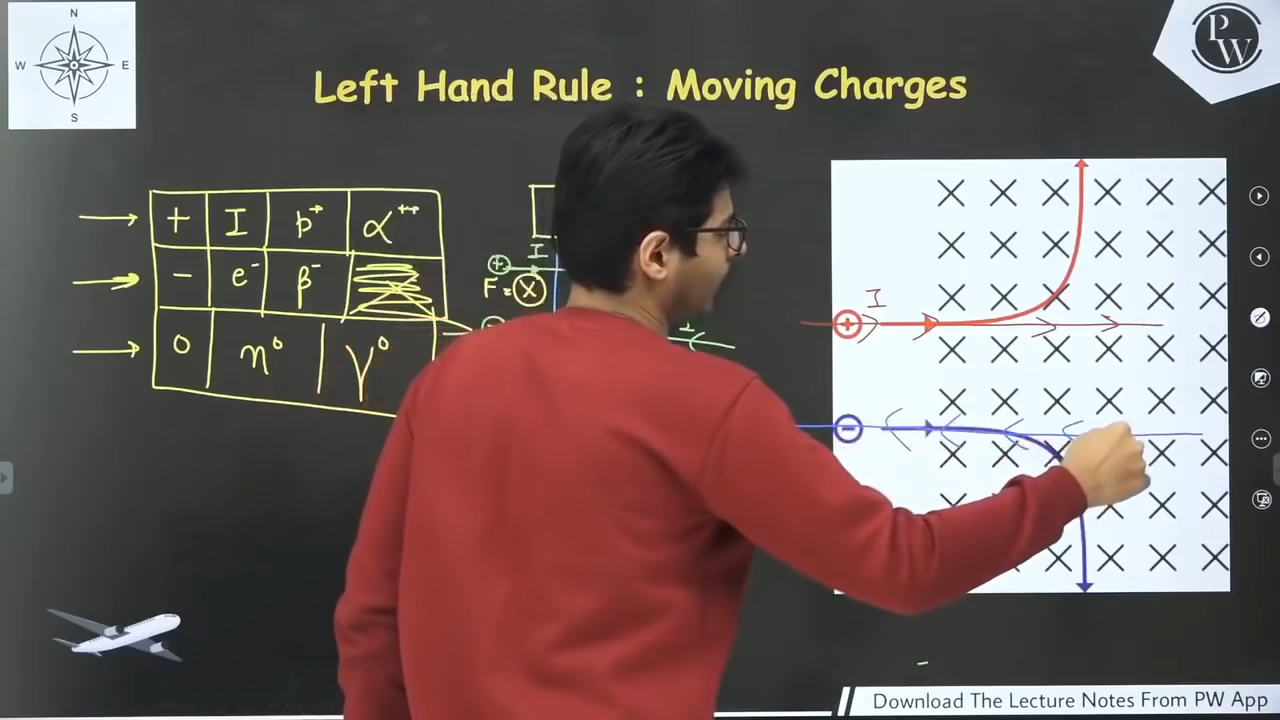 N
W E
S
PW
Left Hand Rule : Moving Charges
+ I p⁺ α⁺⁺
− e⁻ β⁻
0 n⁰ γ⁰
I
+
F = X
I
I
+
−
Download The Lecture Notes From PW App